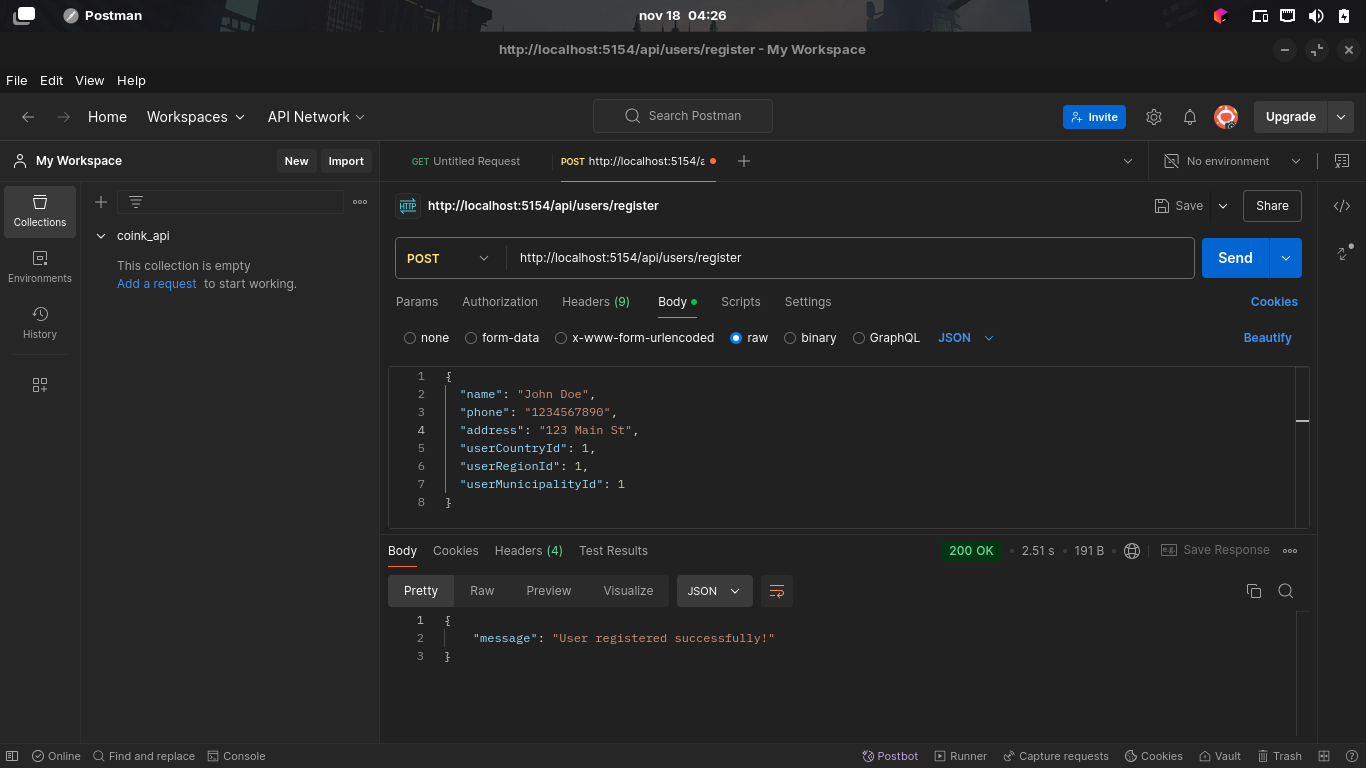 Postman
nov 18 04:26
http://localhost:5154/api/users/register - My Workspace
File Edit View Help
Home Workspaces API Network
Search Postman
Invite
Upgrade
My Workspace
New Import
GET Untitled Request
POST http://localhost:5154/a
No environment
Collections
Environments
History
coink_api
This collection is empty
Add a request to start working.
HTTP
http://localhost:5154/api/users/register
Save
Share
POST
http://localhost:5154/api/users/register
Send
Params Authorization Headers (9) Body Scripts Settings
Cookies
none form-data x-www-form-urlencoded raw binary GraphQL JSON
Beautify
1 {
2 "name": "John Doe",
3 "phone": "1234567890",
4 "address": "123 Main St",
5 "userCountryId": 1,
6 "userRegionId": 1,
7 "userMunicipalityId": 1
8 }
Body Cookies Headers (4) Test Results
200 OK 2.51 s 191 B
Save Response
Pretty Raw Preview Visualize JSON
1 {
2 "message": "User registered successfully!"
3 }
Online Find and replace Console
Postbot Runner Capture requests Cookies Vault Trash